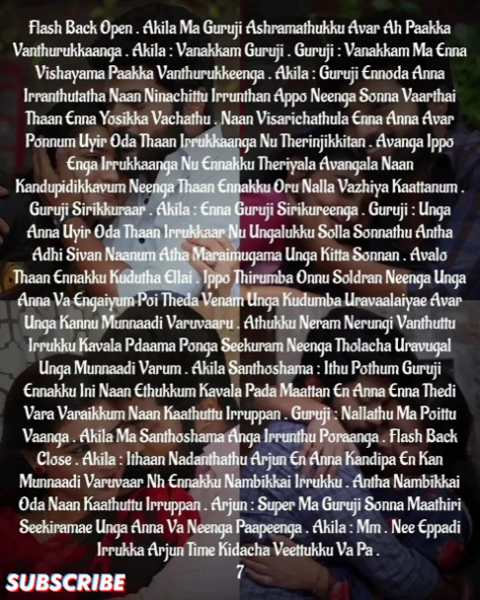 Flash Back Open . Akila Ma Guruji Ashramathukku Avar Ah Paakka
Vanthurukkaanga . Akila : Vanakkam Guruji . Guruji : Vanakkam Ma Enna
Vishayama Paakka Vanthurukkeenga . Akila : Guruji Ennoda Anna
Irranthutatha Naan Ninachittu Irrunthan Appo Neenga Sonna Vaarthai
Thaan Enna Yosikka Vachathu . Naan Visarichathula Enna Anna Avar
Ponnum Uyir Oda Thaan Irrukkaanga Nu Therinjikkitan . Avanga Ippo
Enga Irrukkaanga Nu Ennakku Theriyala Avangala Naan
Kandupidikkavum Neenga Thaan Ennakku Oru Nalla Vazhiya Kaattanum .
Guruji Sirikkuraar . Akila : Enna Guruji Sirikureenga . Guruji : Unga
Anna Uyir Oda Thaan Irrukkaar Nu Ungalukku Solla Sonnathu Antha
Adhi Sivan Naanum Atha Maraimugama Unga Kitta Sonnan . Avalo
Thaan Ennakku Kudutha Ellai . Ippo Thirumba Onnu Soldran Neenga Unga
Anna Va Engaiyum Poi Theda Venam Unga Kudumba Uravaalaiyae Avar
Unga Kannu Munnaadi Varuvaaru . Athukku Neram Nerungi Vanthuttu
Irrukku Kavala Pdaama Ponga Seekuram Neenga Tholacha Uravugal
Unga Munnaadi Varum . Akila Santhoshama : Ithu Pothum Guruji
Ennakku Ini Naan Ethukkum Kavala Pada Maattan En Anna Enna Thedi
Vara Varaikkum Naan Kaathuttu Irruppan . Guruji : Nallathu Ma Poittu
Vaanga . Akila Ma Santhoshama Anga Irrunthu Poraanga . Flash Back
Close . Akila : Ithaan Nadanthathu Arjun En Anna Kandipa En Kan
Munnaadi Varuvaar Nh Ennakku Nambikkai Irrukku . Antha Nambikkai
Oda Naan Kaathuttu Irruppan . Arjun : Super Ma Guruji Sonna Maathiri
Seekiramae Unga Anna Va Neenga Paapeenga . Akila : Mm . Nee Eppadi
Irrukka Arjun Time Kidacha Veettukku Va Pa .
7
SUBSCRIBE